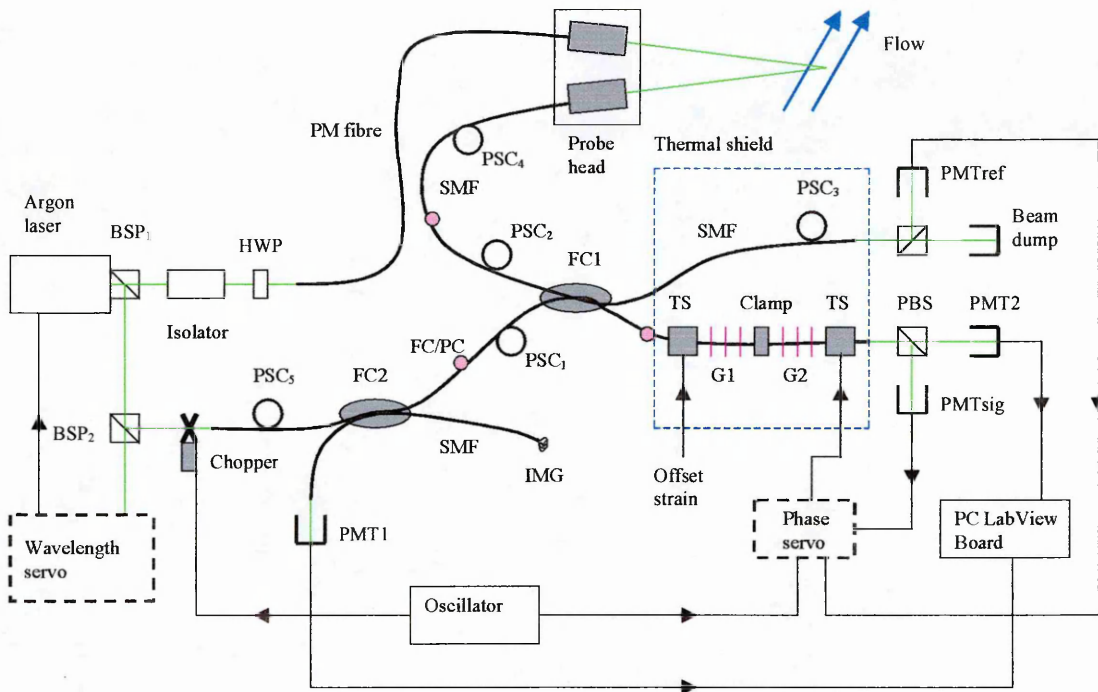 Flow
PM fibre
Probe
head
PSC4
Thermal shield
SMF
PMTref
PSC3
Argon
laser
BSP1
HWP
PSC2
SMF
Beam
dump
FC1
TS
Clamp
TS
PBS
PMT2
Isolator
FC/PC
PSC1
G1
G2
PSC5
FC2
PMTsig
BSP2
SMF
Chopper
IMG
Offset
strain
Wavelength
servo
PMT1
Phase
servo
PC LabView
Board
Oscillator